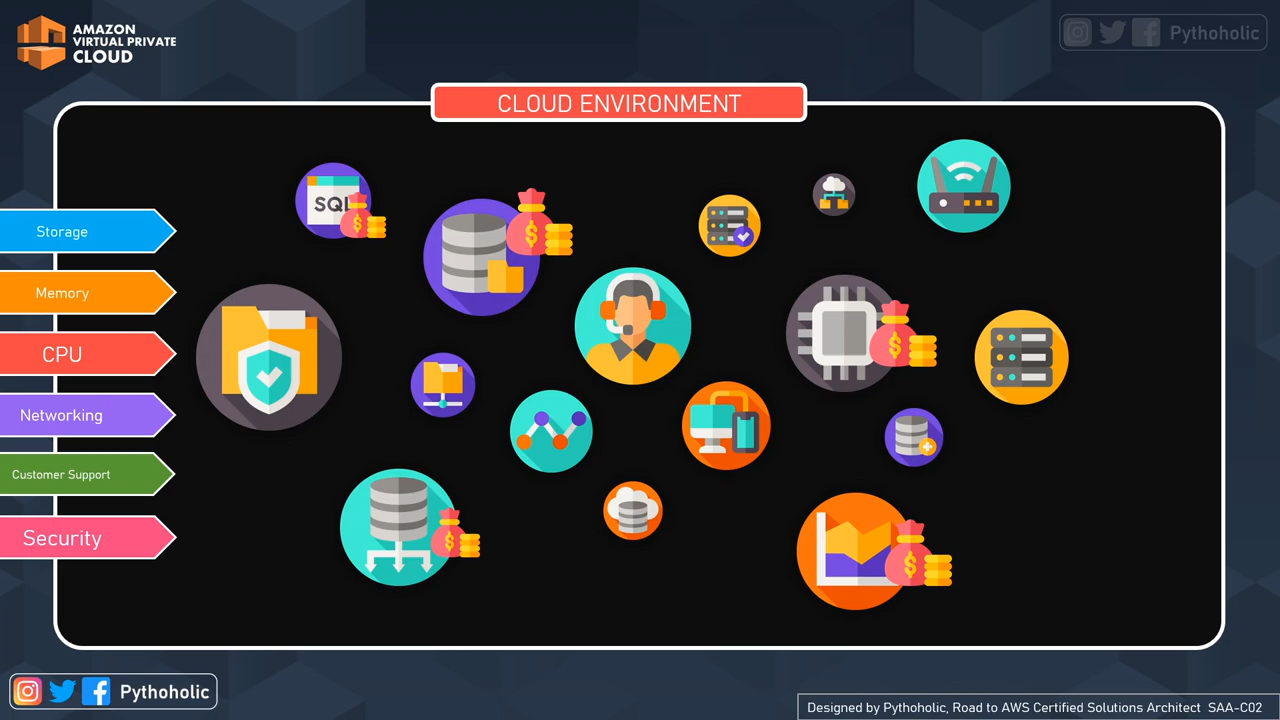 AMAZON
VIRTUAL PRIVATE
CLOUD
Pythoholic
CLOUD ENVIRONMENT
SQL
Storage
Memory
CPU
Networking
Customer Support
Security
Pythoholic
Designed by Pythoholic, Road to AWS Certified Solutions Architect SAA-C02